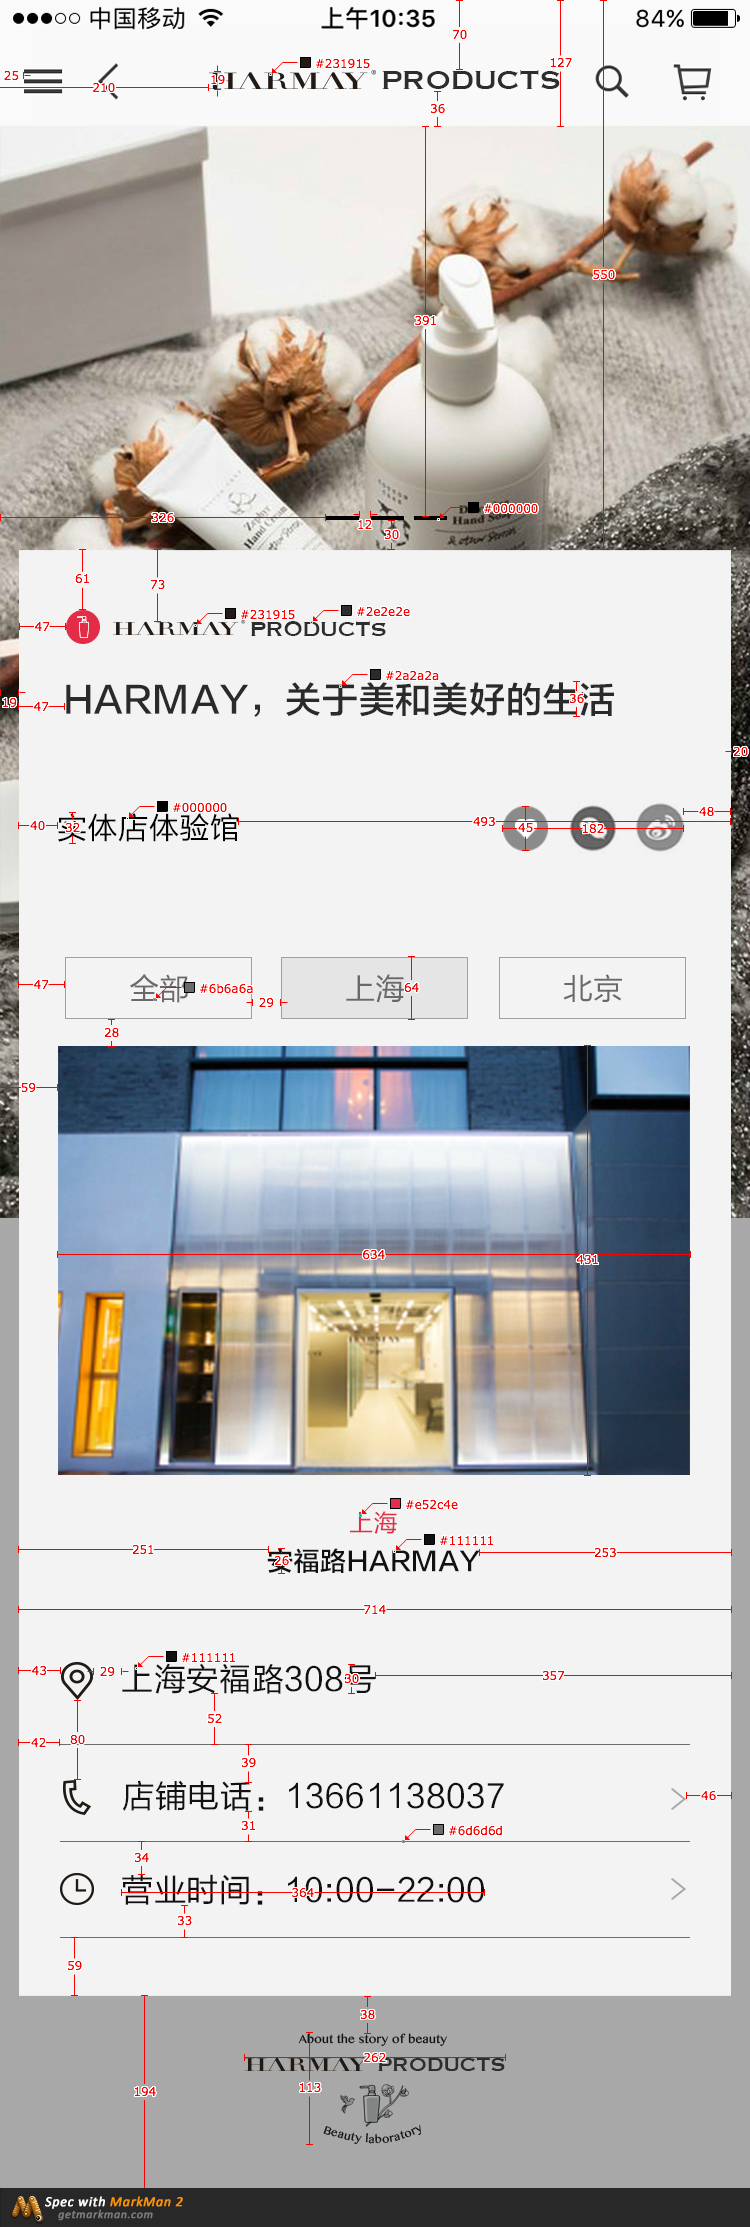 中国移动 上午10:35 84%
70
#231915
127
25
210
19
HARMAY® PRODUCTS
36
550
391
#000000
326
12
30
61
73
#231915
#2e2e2e
47
HARMAY® PRODUCTS
#2a2a2a
19
47
HARMAY，关于美和美好的生活
36
20
#000000
40
32
实体店体验馆
493
45
182
48
47
全部
#6b6a6a
29
上海
64
北京
28
59
634
431
HARMAY
#e52c4e
上海
#111111
251
26
安福路HARMAY
253
714
#111111
43
29
上海安福路308号
30
357
52
80
42
39
店铺电话：13661138037
46
31
#6d6d6d
34
营业时间：10:00-22:00
364
33
59
38
About the story of beauty
HARMAY PRODUCTS
262
113
194
Beauty laboratory
Spec with MarkMan 2
getmarkman.com